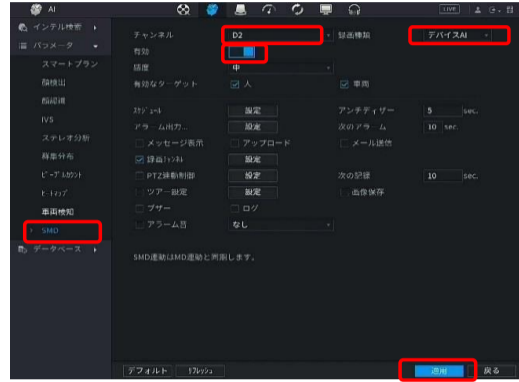 AI
LIVE
インテル検索
パラメータ
スマートプラン
顔検出
顔認識
IVS
ステレオ分析
群集分布
ピープルカウント
ヒートマップ
車両検知
SMD
データベース
チャンネル D2 録画種類 デバイスAI
有効
感度 中
有効なターゲット 人 車両
スケジュール 設定 アンチディザー 5 sec.
アラーム出力... 設定 次のアラーム 10 sec.
メッセージ表示 アップロード メール送信
録画チャンネル 設定
PTZ連動制御 設定 次の記録 10 sec.
ツアー設定 設定 画像保存
ブザー ログ
アラーム音 なし
SMD連動はMD連動と同期します。
デフォルト リフレッシュ 適用 戻る